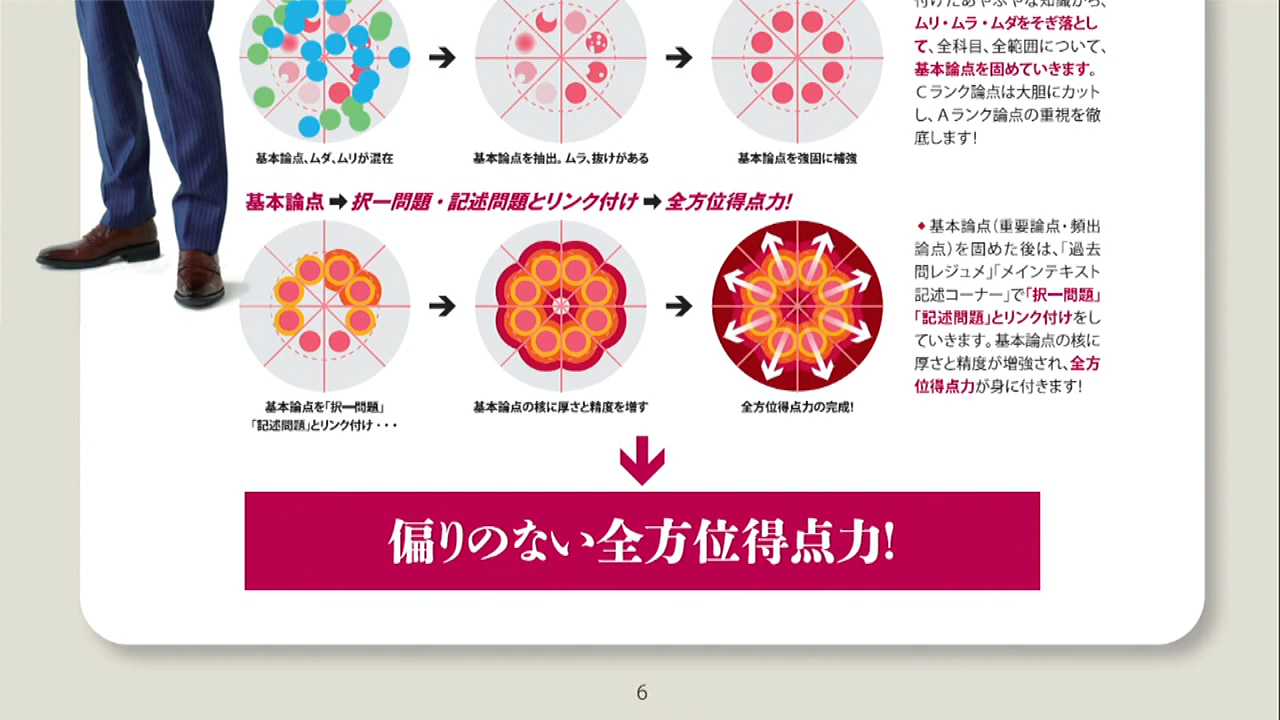 付けたあやふやな知識から、
ムリ・ムラ・ムダをそぎ落とし
て、全科目、全範囲について、
基本論点を固めていきます。
Cランク論点は大胆にカット
し、Aランク論点の重視を徹
底します!
基本論点、ムダ、ムリが混在
基本論点を抽出。ムラ、抜けがある
基本論点を強固に補強
基本論点➡択一問題・記述問題とリンク付け➡全方位得点力!
◆基本論点(重要論点・頻出
論点)を固めた後は、「過去
問レジュメ」「メインテキスト
記述コーナー」で「択一問題」
「記述問題」とリンク付けをし
ていきます。基本論点の核に
厚さと精度が増強され、全方
位得点力が身に付きます!
基本論点を「択一問題」
「記述問題」とリンク付け・・・
基本論点の核に厚さと精度を増す
全方位得点力の完成!
偏りのない全方位得点力!
6